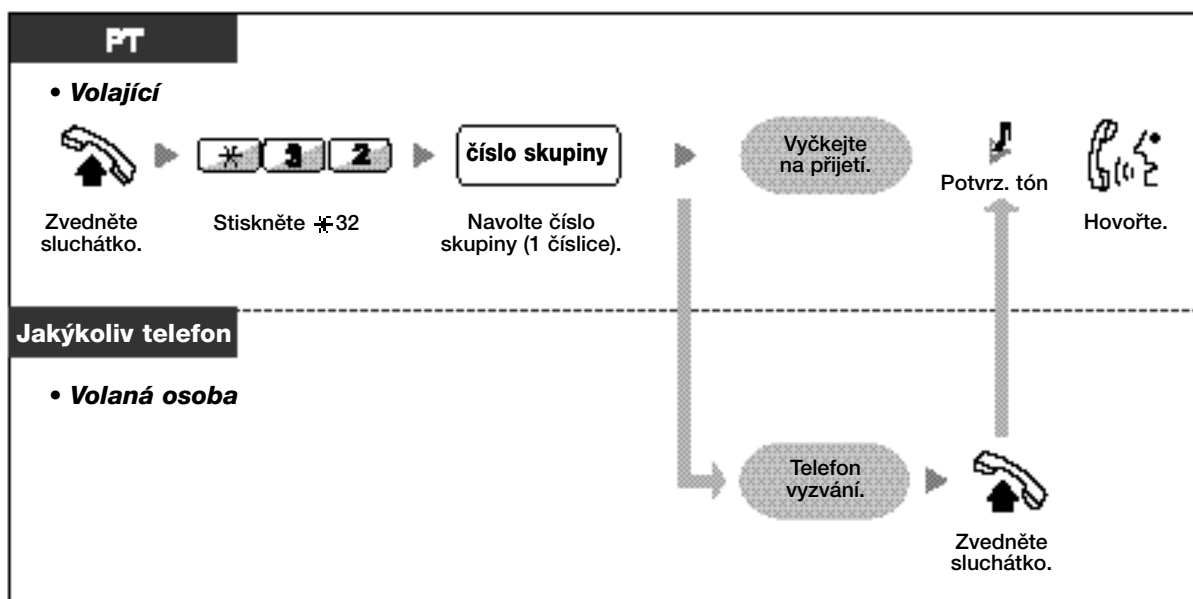 PT
• Volající
* 3 2
číslo skupiny
Vyčkejte
na přijetí.
Potvrz. tón
Zvedněte
sluchátko.
Stiskněte *32
Navolte číslo
skupiny (1 číslice).
Hovořte.
Jakýkoliv telefon
• Volaná osoba
Telefon
vyzvání.
Zvedněte
sluchátko.